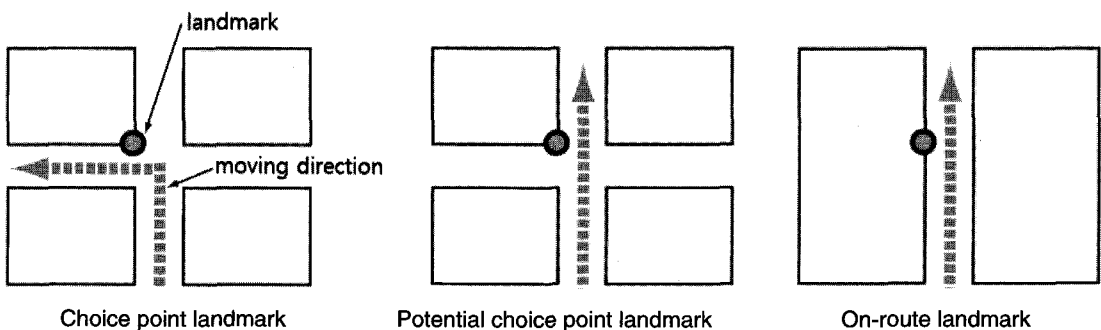 landmark
moving direction
Choice point landmark
Potential choice point landmark
On-route landmark